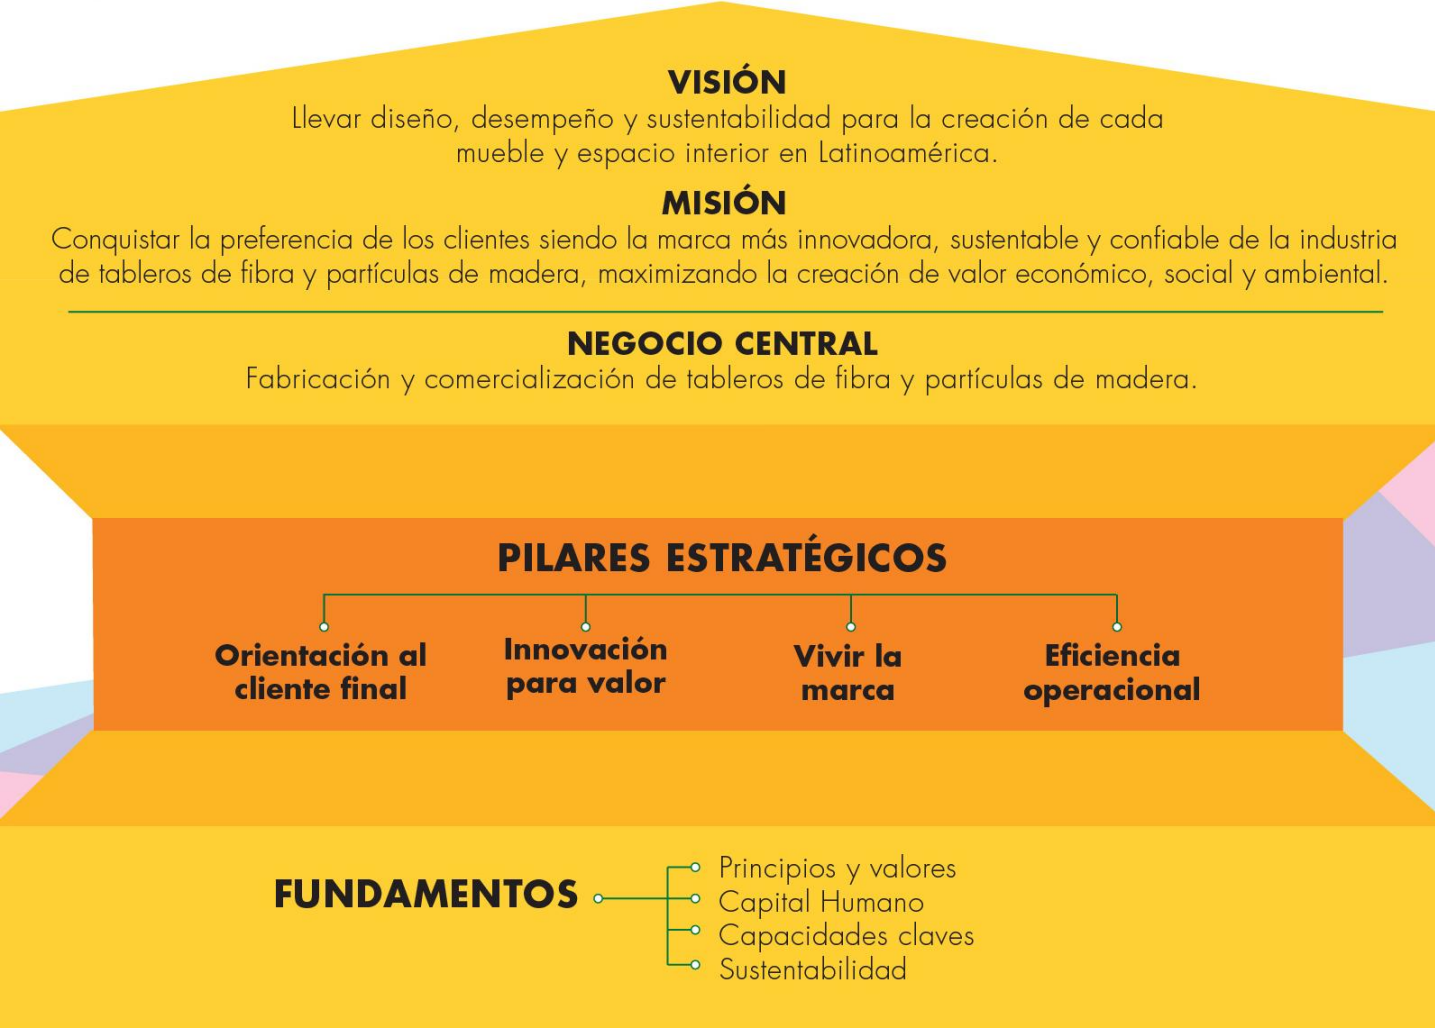 VISIÓN
Llevar diseño, desempeño y sustentabilidad para la creación de cada
mueble y espacio interior en Latinoamérica.
MISIÓN
Conquistar la preferencia de los clientes siendo la marca más innovadora, sustentable y confiable de la industria
de tableros de fibra y partículas de madera, maximizando la creación de valor económico, social y ambiental.
NEGOCIO CENTRAL
Fabricación y comercialización de tableros de fibra y partículas de madera.
PILARES ESTRATÉGICOS
Orientación al
cliente final
Innovación
para valor
Vivir la
marca
Eficiencia
operacional
FUNDAMENTOS
Principios y valores
Capital Humano
Capacidades claves
Sustentabilidad